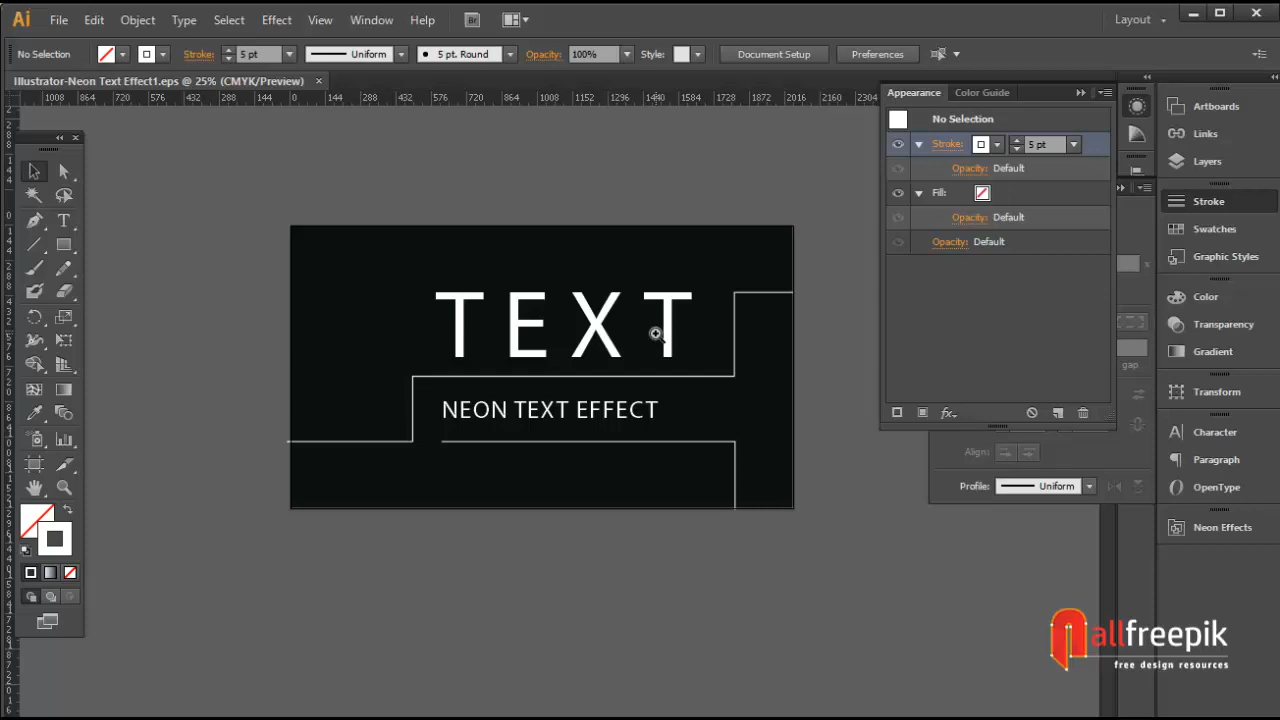 Ai File Edit Object Type Select Effect View Window Help Br Layout
No Selection Stroke: 5 pt Uniform 5 pt. Round Opacity: 100% Style: Document Setup Preferences
Illustrator-Neon Text Effect1.eps @ 25% (CMYK/Preview) ×
1008 864 720 576 432 288 144 0 144 288 432 576 720 864 1008 1152 1296 1440 1584 1728 1872 2016 2160 2304
Appearance Color Guide
No Selection
Stroke: 5 pt
Opacity: Default
Fill:
Opacity: Default
Opacity: Default
fx
gap
Align:
Profile: Uniform
Artboards
Links
Layers
Stroke
Swatches
Graphic Styles
Color
Transparency
Gradient
Transform
Character
Paragraph
OpenType
Neon Effects
TEXT
NEON TEXT EFFECT
allfreepik
free design resources